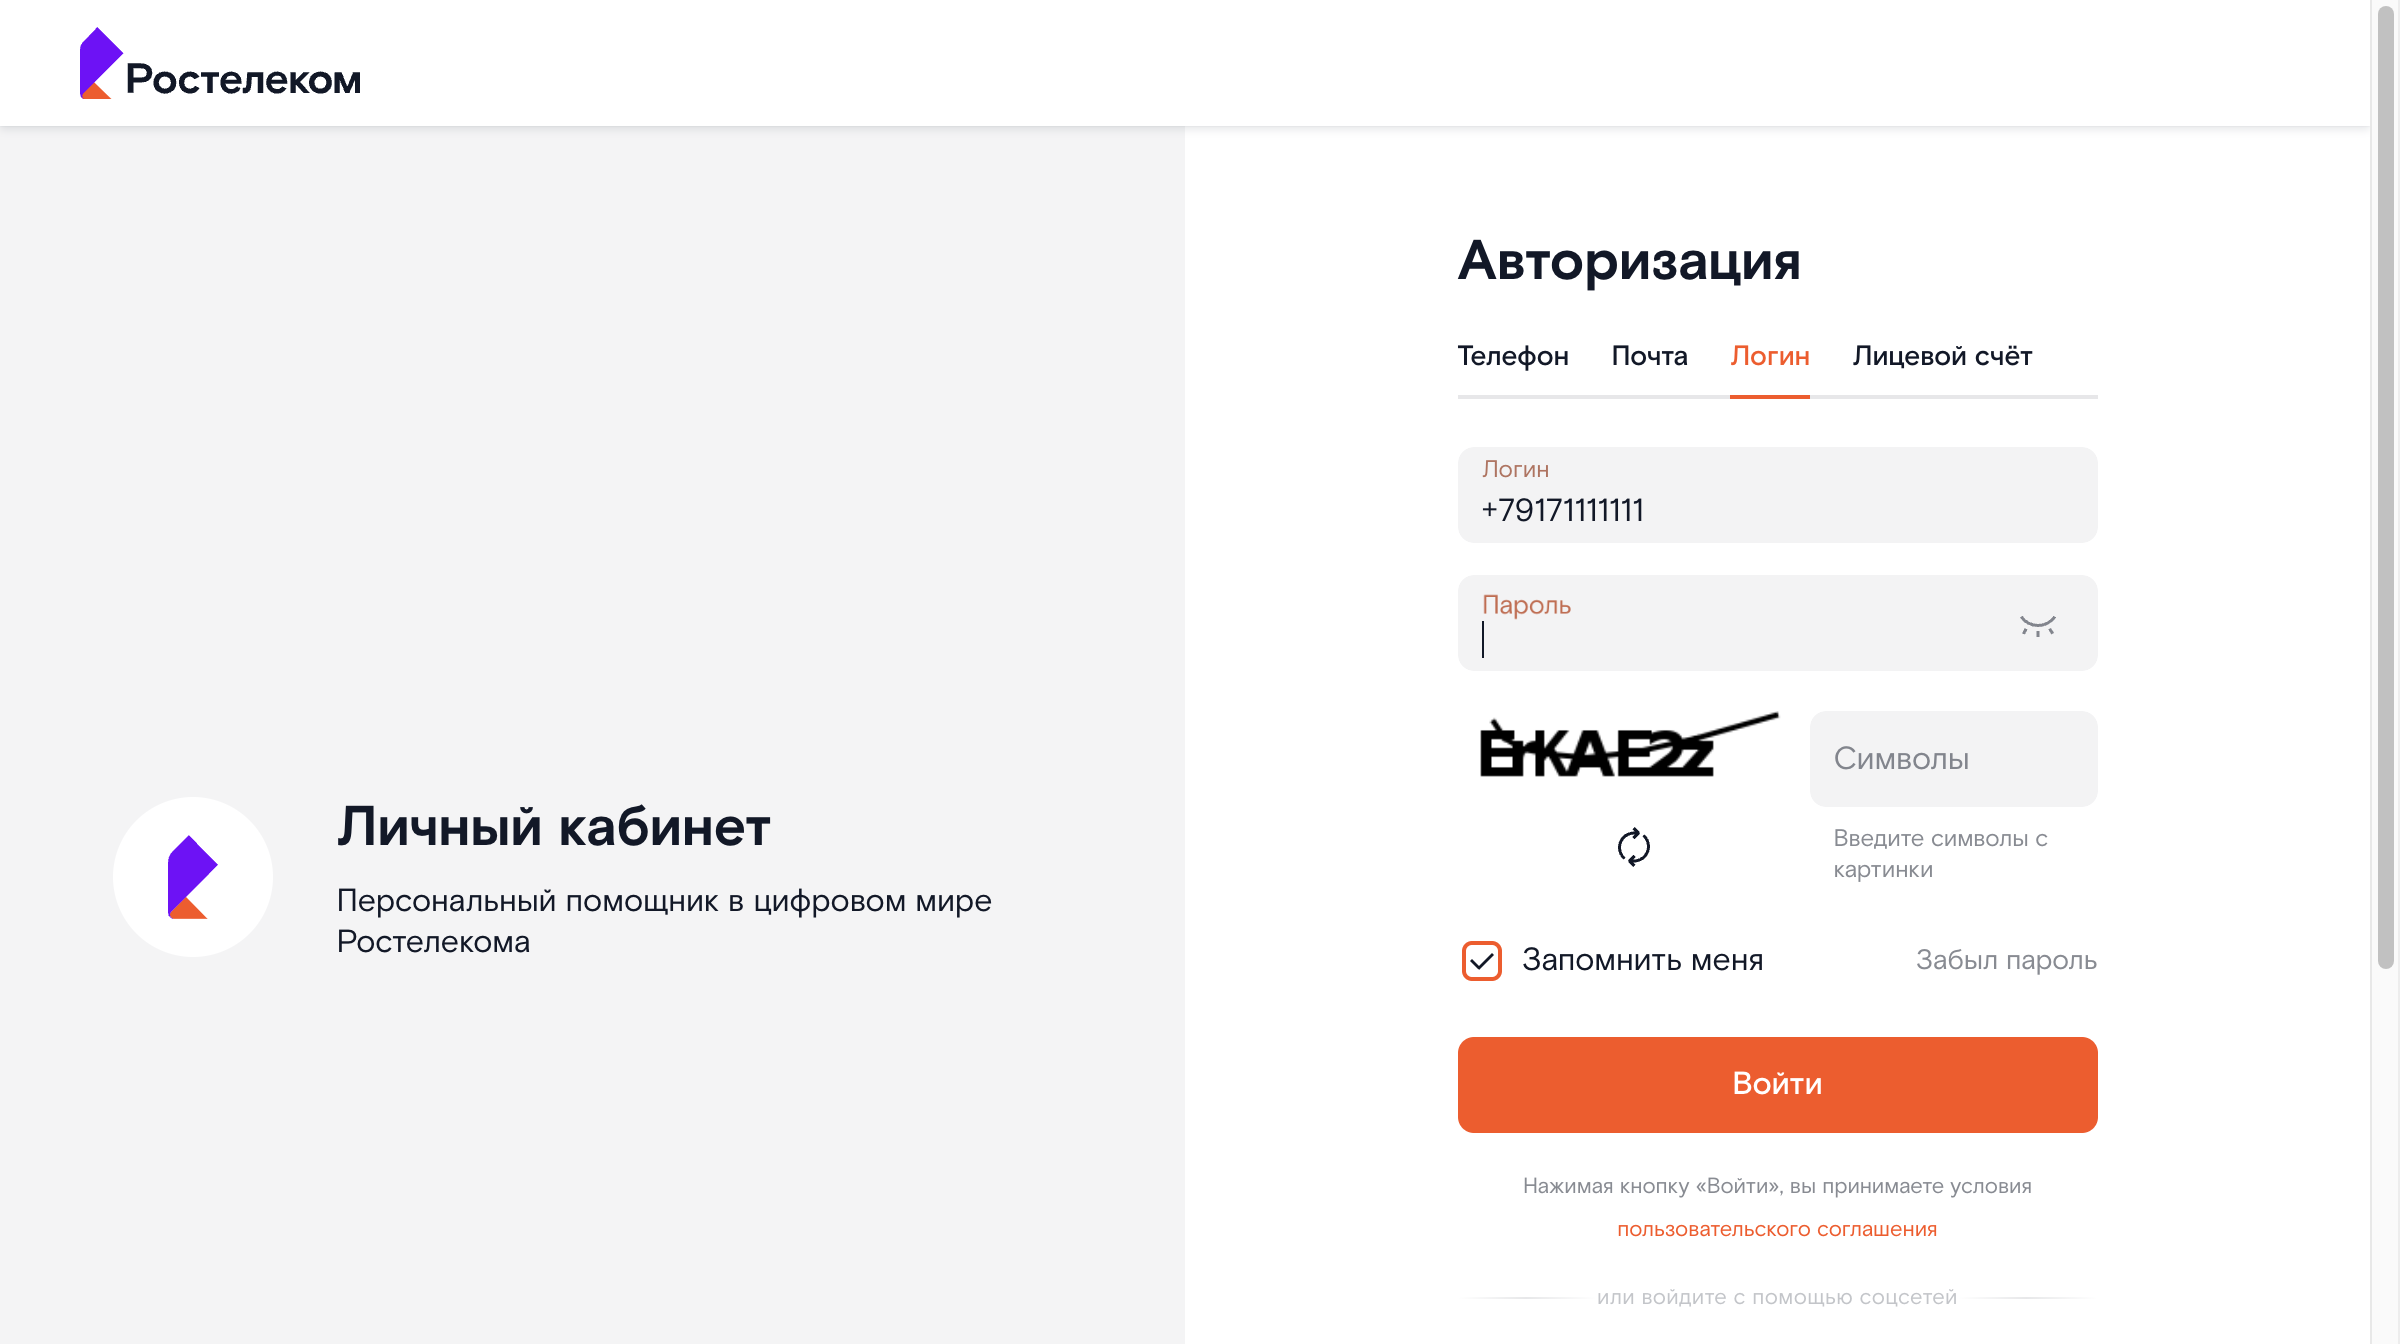 Ростелеком
Авторизация
Телефон Почта Логин Лицевой счёт
Логин
+79171111111
Пароль
Символы
Введите символы с
картинки
Запомнить меня Забыл пароль
Войти
Нажимая кнопку «Войти», вы принимаете условия
пользовательского соглашения
или войдите с помощью соцсетей
Личный кабинет
Персональный помощник в цифровом мире
Ростелекома